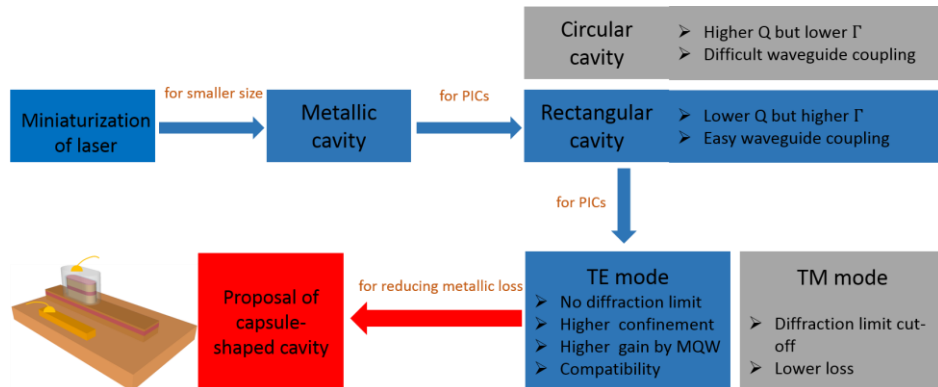 Circular
cavity
➤ Higher Q but lower Γ
➤ Difficult waveguide coupling
Miniaturization
of laser
for smaller size
Metallic
cavity
for PICs
Rectangular
cavity
➤ Lower Q but higher Γ
➤ Easy waveguide coupling
for PICs
Proposal of
capsule-
shaped cavity
for reducing metallic loss
TE mode
➤ No diffraction limit
➤ Higher confinement
➤ Higher gain by MQW
➤ Compatibility
TM mode
➤ Diffraction limit cut-
off
➤ Lower loss